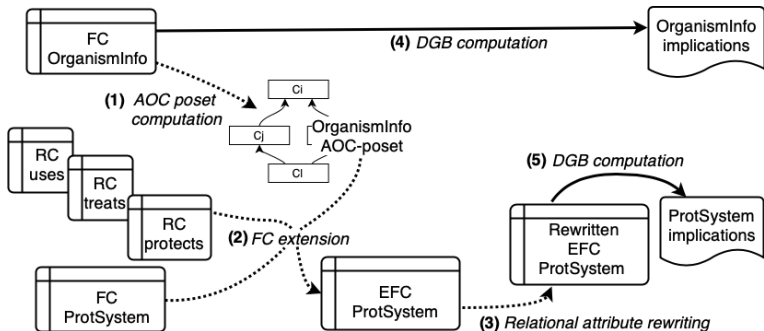 FC
OrganismInfo
(4) DGB computation
OrganismInfo
implications
(1) AOC poset
computation
Ci
Cj
OrganismInfo
AOC-poset
Cl
RC
uses
RC
treats
RC
protects
(2) FC extension
FC
ProtSystem
EFC
ProtSystem
(3) Relational attribute rewriting
Rewritten
EFC
ProtSystem
(5) DGB computation
ProtSystem
implications